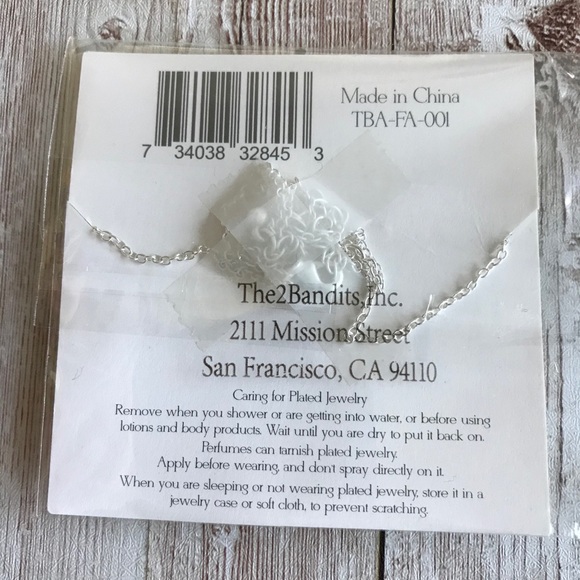 Made in China
TBA-FA-001
7 34038 32845 3
The2Bandits,Inc.
2111 Mission Street
San Francisco, CA 94110
Caring for Plated Jewelry
Remove when you shower or are getting into water, or before using
lotions and body products. Wait until you are dry to put it back on.
Perfumes can tarnish plated jewelry.
Apply before wearing, and don't spray directly on it.
When you are sleeping or not wearing plated jewelry, store it in a
jewelry case or soft cloth, to prevent scratching.